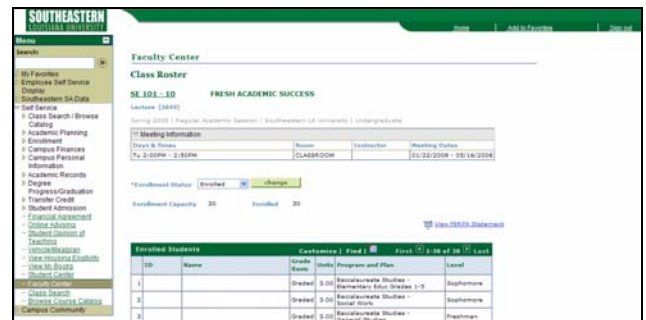 SOUTHEASTERN
LOUISIANA UNIVERSITY
Home | Add to Favorites | Sign out
Menu
Search:
My Favorites
Employee Self Service
Display
Southeastern SA Data
Self Service
Class Search / Browse
Catalog
Academic Planning
Enrollment
Campus Finances
Campus Personal
Information
Academic Records
Degree
Progress/Graduation
Transfer Credit
Student Admission
Financial Agreement
Online Advising
Student Opinion of
Teaching
Vehicle/Mealplan
View Housing Eligibility
View My Books
Student Center
Faculty Center
Class Search
Browse Course Catalog
Campus Community
Faculty Center
Class Roster
SE 101 - 10 FRESH ACADEMIC SUCCESS
Lecture (1840)
Spring 2008 | Regular Academic Session | Southeastern LA University | Undergraduate
Meeting Information
Days & Times Room Instructor Meeting Dates
Tu 2:00PM - 2:50PM CLASSROOM 01/22/2008 - 05/16/2008
*Enrollment Status Enrolled change
Enrollment Capacity 30 Enrolled 30
View FERPA Statement
Enrolled Students Customize | Find | First 1-30 of 30 Last
ID Name Grade Basis Units Program and Plan Level
1 Graded 3.00 Baccalaureate Studies - Elementary Educ Grades 1-5 Sophomore
2 Graded 3.00 Baccalaureate Studies - Social Work Sophomore
3 Graded 3.00 Baccalaureate Studies - General Studies Freshman